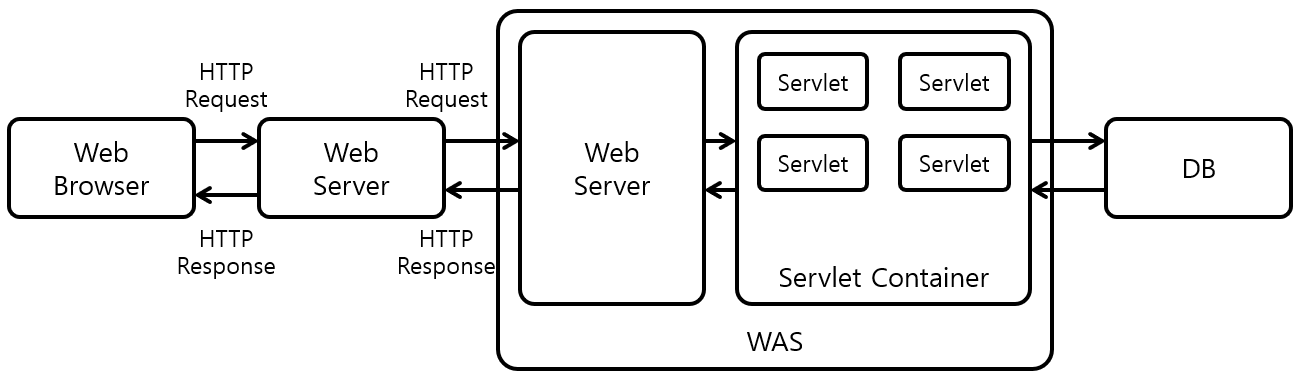 HTTP
Request
HTTP
Request
Web
Browser
Web
Server
HTTP
Response
HTTP
Response
Web
Server
Servlet
Servlet
Servlet
Servlet
Servlet Container
WAS
DB